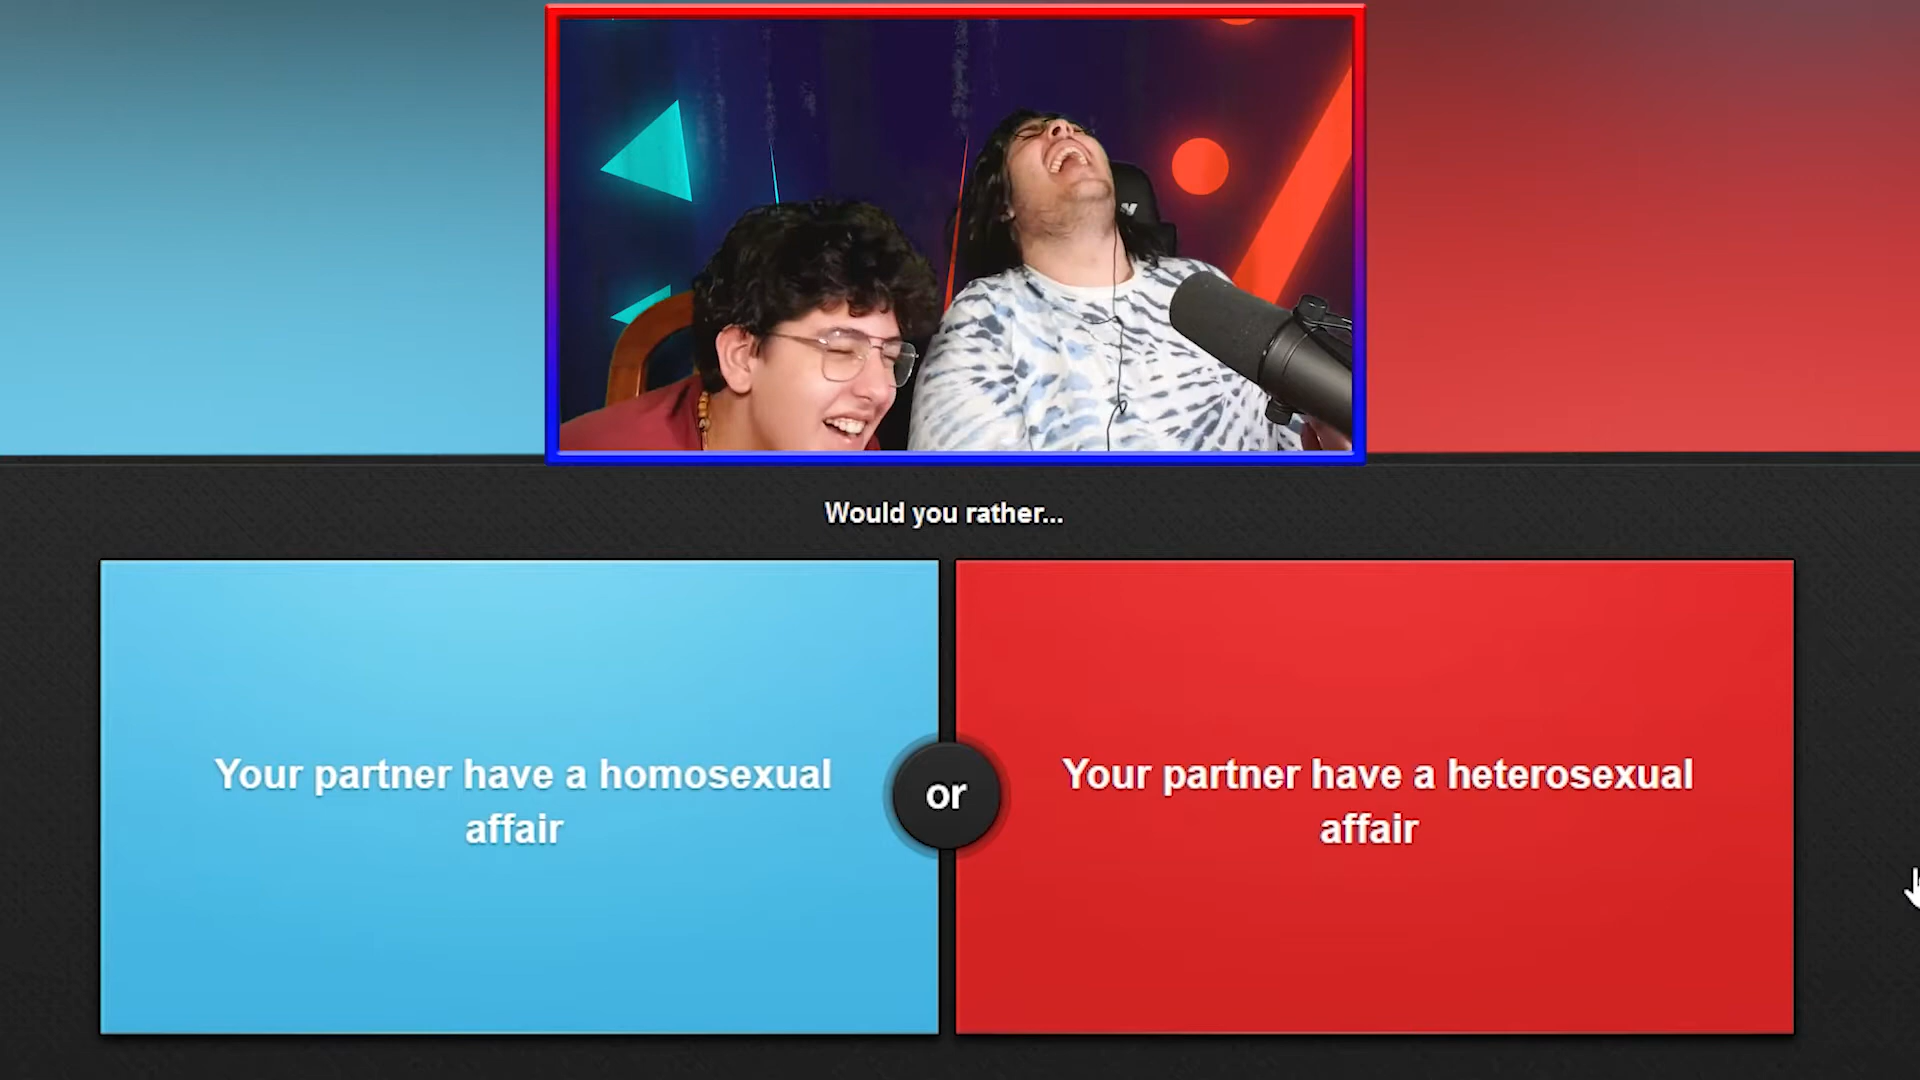 Would you rather...
Your partner have a homosexual
affair
or
Your partner have a heterosexual
affair